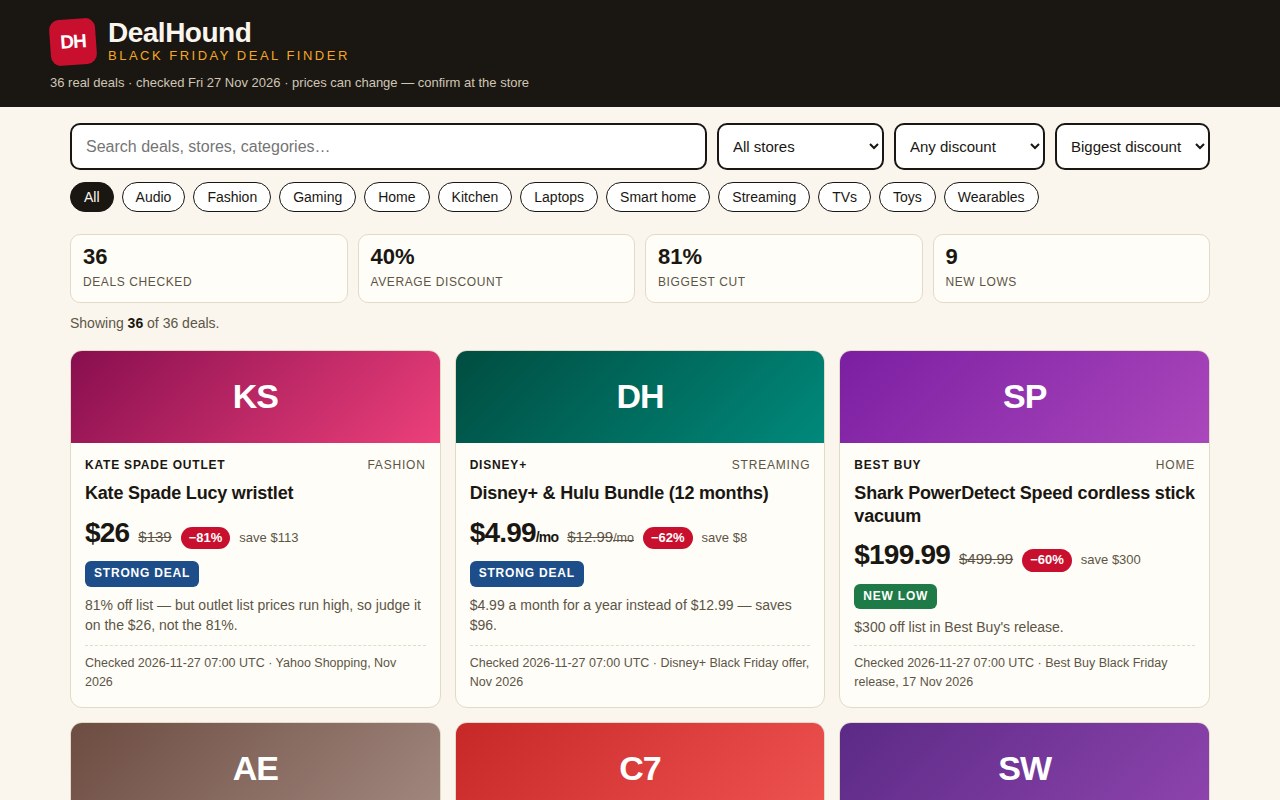 DH
DealHound
BLACK FRIDAY DEAL FINDER
36 real deals · checked Fri 27 Nov 2026 · prices can change — confirm at the store
Search deals, stores, categories…
All stores
Any discount
Biggest discount
All
Audio
Fashion
Gaming
Home
Kitchen
Laptops
Smart home
Streaming
TVs
Toys
Wearables
36
DEALS CHECKED
40%
AVERAGE DISCOUNT
81%
BIGGEST CUT
9
NEW LOWS
Showing 36 of 36 deals.
KS
KATE SPADE OUTLET FASHION
Kate Spade Lucy wristlet
$26 $139 −81% save $113
STRONG DEAL
81% off list — but outlet list prices run high, so judge it
on the $26, not the 81%.
Checked 2026-11-27 07:00 UTC · Yahoo Shopping, Nov
2026
DH
DISNEY+ STREAMING
Disney+ & Hulu Bundle (12 months)
$4.99/mo $12.99/mo −62% save $8
STRONG DEAL
$4.99 a month for a year instead of $12.99 — saves
$96.
Checked 2026-11-27 07:00 UTC · Disney+ Black Friday offer,
Nov 2026
SP
BEST BUY HOME
Shark PowerDetect Speed cordless stick
vacuum
$199.99 $499.99 −60% save $300
NEW LOW
$300 off list in Best Buy's release.
Checked 2026-11-27 07:00 UTC · Best Buy Black Friday
release, 17 Nov 2026
AE
C7
SW